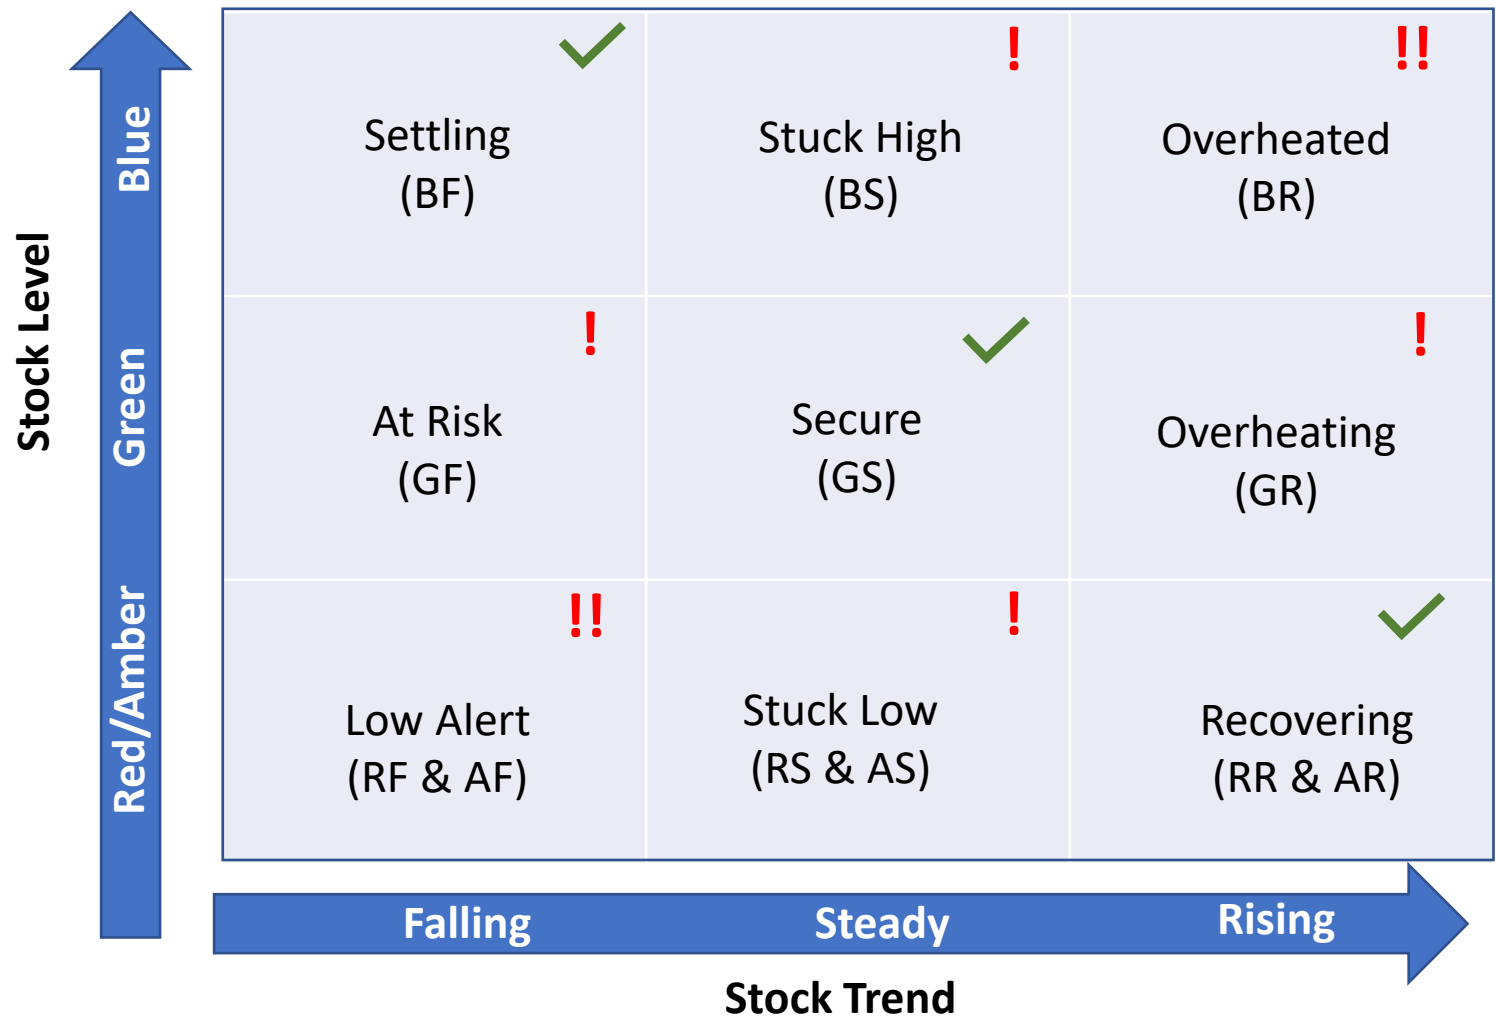 Stock Level
Blue
Green
Red/Amber
!
!!
Settling
(BF)
Stuck High
(BS)
Overheated
(BR)
!
!
At Risk
(GF)
Secure
(GS)
Overheating
(GR)
!!
!
Low Alert
(RF & AF)
Stuck Low
(RS & AS)
Recovering
(RR & AR)
Falling
Steady
Rising
Stock Trend